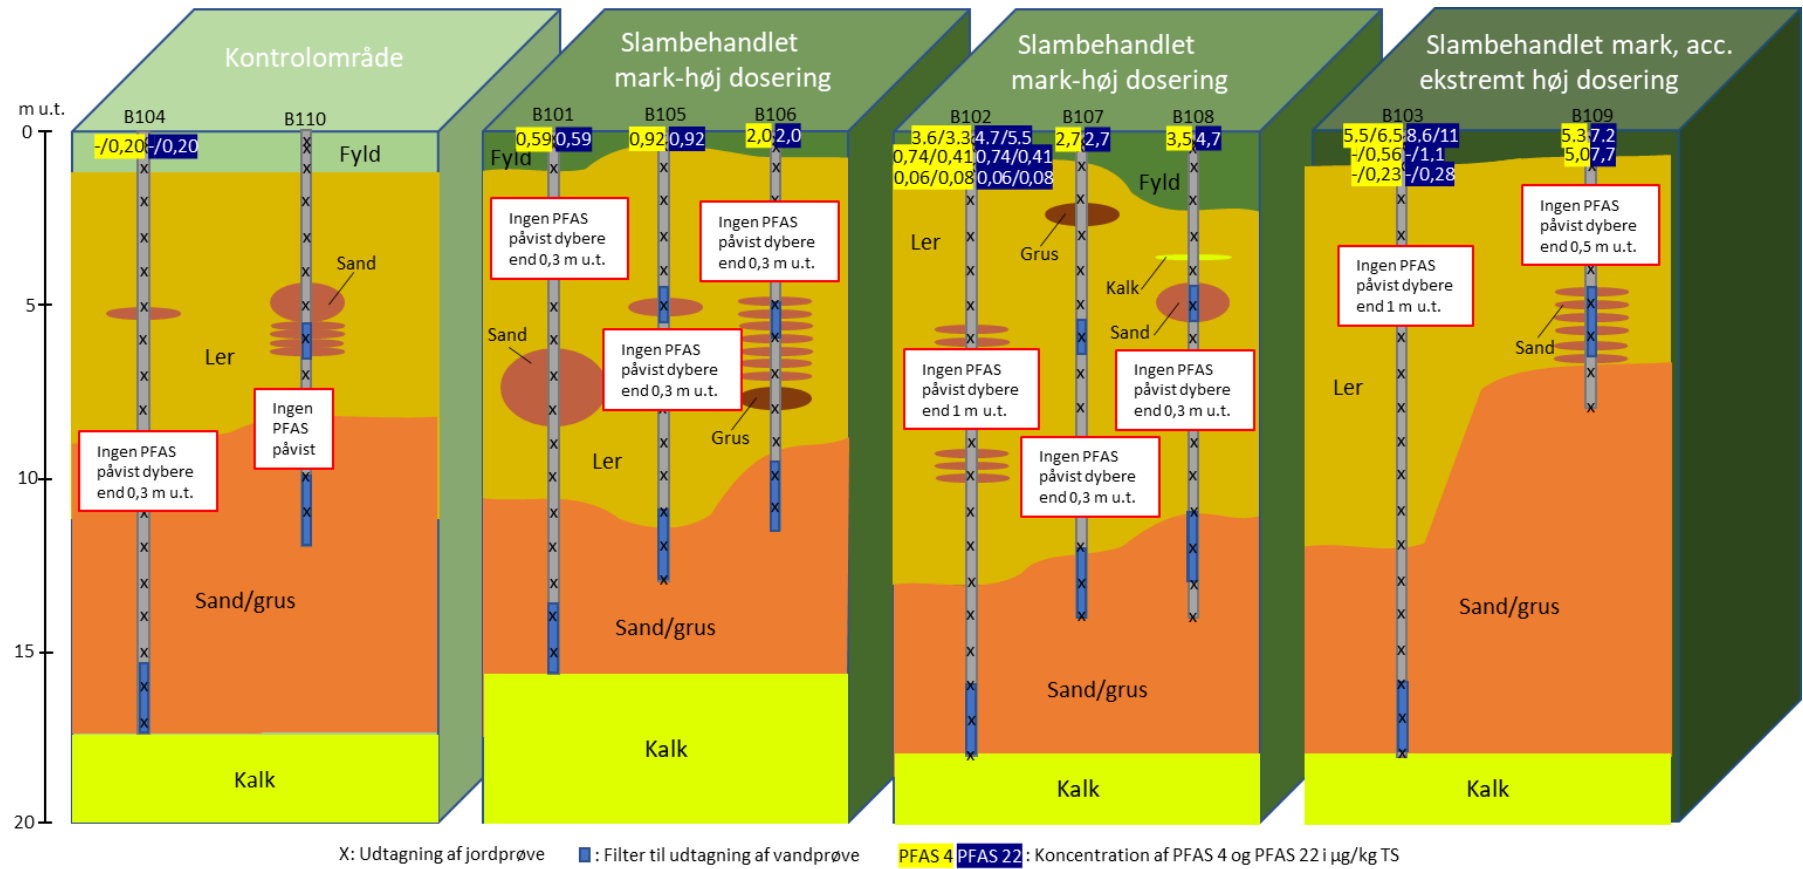 Kontrolområde
Slambehandlet
mark-høj dosering
Slambehandlet
mark-høj dosering
Slambehandlet mark, acc.
ekstremt høj dosering
m u.t.
0
5
10
15
20
B104
B110
-/0,20 -/0,20
Fyld
Sand
Ler
Ingen
PFAS
påvist
Ingen PFAS
påvist dybere
end 0,3 m u.t.
Sand/grus
Kalk
B101
B105
B106
0,59 0,59
0,92 0,92
2,0 2,0
Fyld
Ingen PFAS
påvist dybere
end 0,3 m u.t.
Ingen PFAS
påvist dybere
end 0,3 m u.t.
Sand
Ingen PFAS
påvist dybere
end 0,3 m u.t.
Grus
Ler
Sand/grus
Kalk
B102
B107
B108
3.6/3.3 4.7/5.5
0,74/0,41 0,74/0,41
0,06/0,08 0,06/0,08
2,7 2,7
3,5 4,7
Fyld
Ler
Grus
Kalk
Sand
Ingen PFAS
påvist dybere
end 1 m u.t.
Ingen PFAS
påvist dybere
end 0,3 m u.t.
Ingen PFAS
påvist dybere
end 0,3 m u.t.
Sand/grus
Kalk
B103
B109
5,5/6,5 8,6/11
-/0,56 -/1,1
-/0,23 -/0,28
5.3 7.2
5,0 7,7
Ingen PFAS
påvist dybere
end 0,5 m u.t.
Ingen PFAS
påvist dybere
end 1 m u.t.
Sand
Ler
Sand/grus
Kalk
X: Udtagning af jordprøve
: Filter til udtagning af vandprøve
PFAS 4 PFAS 22 : Koncentration af PFAS 4 og PFAS 22 i µg/kg TS